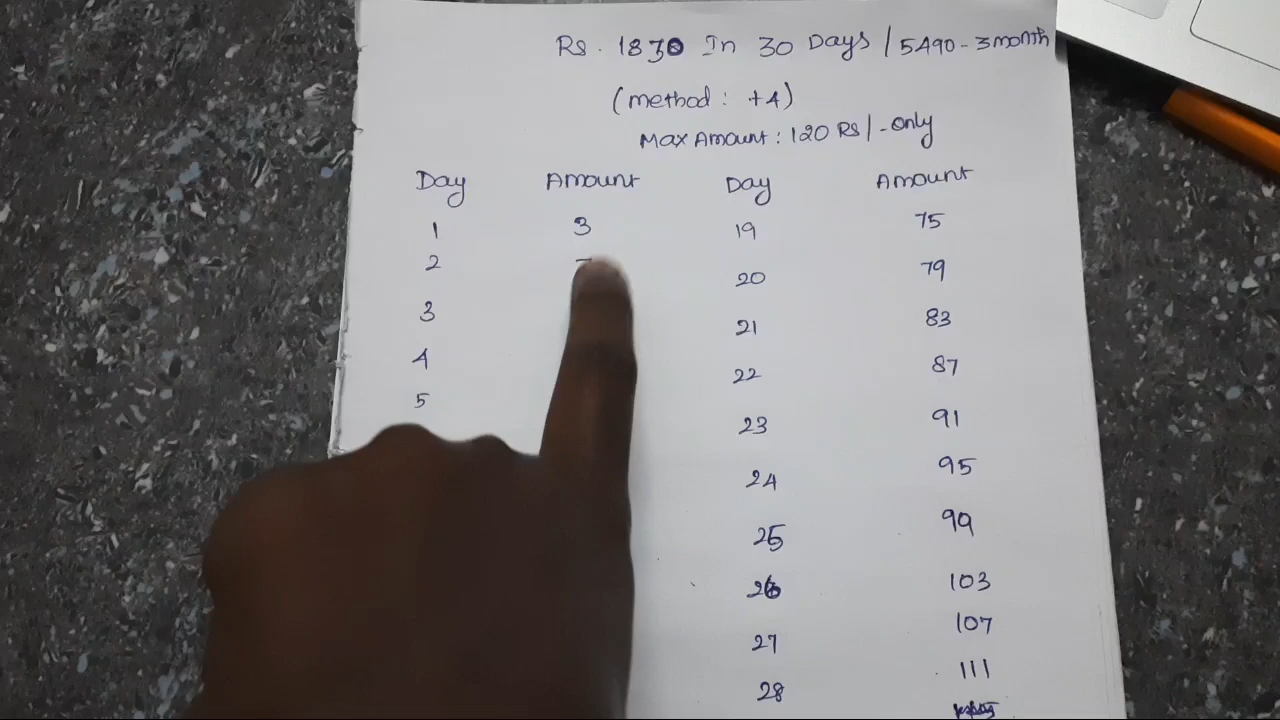 Rs. 1830 In 30 Days / 5490 - 3 month
(method: +4)
Max Amount: 120 Rs/- only
Day Amount Day Amount
1 3 19 75
2 20 79
3 21 83
4 22 87
5 23 91
24 95
25 99
26 103
27 107
28 111